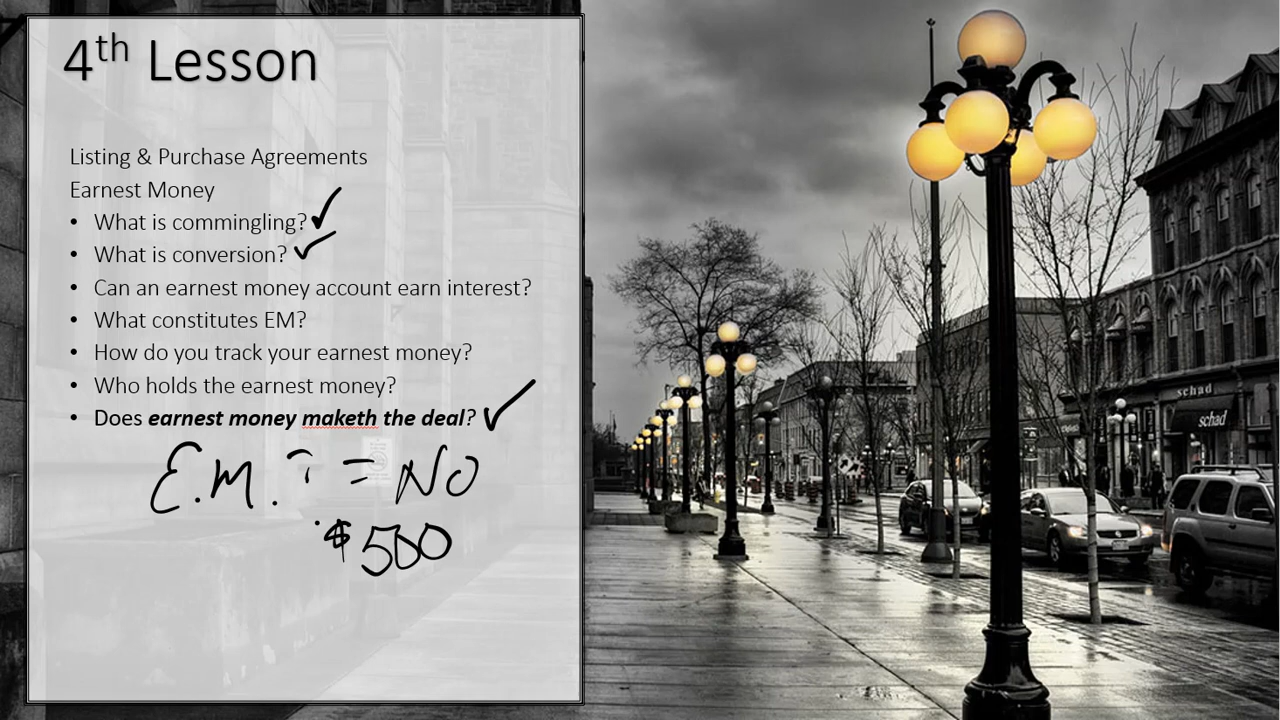 4th Lesson
Listing & Purchase Agreements
Earnest Money
• What is commingling?
• What is conversion?
• Can an earnest money account earn interest?
• What constitutes EM?
• How do you track your earnest money?
• Who holds the earnest money?
• Does earnest money maketh the deal?
E.M. ? = NO
$500
schad
schad